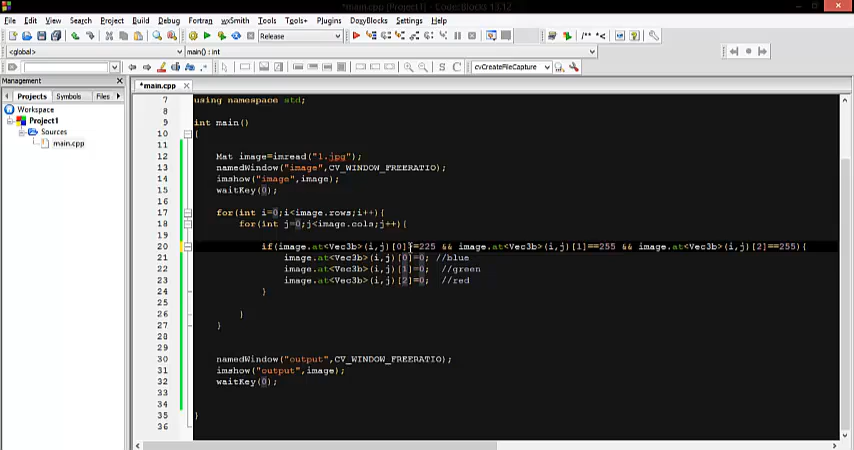 *main.cpp [Project1] - Code::Blocks 13.12
File Edit View Search Project Build Debug Fortran wxSmith Tools Tools+ Plugins DoxyBlocks Settings Help
Release
<global> main() : int
cvCreateFileCapture
Management
Projects Symbols Files
Workspace
Project1
Sources
main.cpp
*main.cpp
7 using namespace std;
8
9 int main()
10 {
11
12 Mat image=imread("1.jpg");
13 namedWindow("image",CV_WINDOW_FREERATIO);
14 imshow("image",image);
15 waitKey(0);
16
17 for(int i=0;i<image.rows;i++){
18 for(int j=0;j<image.cols;j++){
19
20 if(image.at<Vec3b>(i,j)[0]==225 && image.at<Vec3b>(i,j)[1]==255 && image.at<Vec3b>(i,j)[2]==255){
21 image.at<Vec3b>(i,j)[0]=0; //blue
22 image.at<Vec3b>(i,j)[1]=0; //green
23 image.at<Vec3b>(i,j)[2]=0; //red
24 }
25
26 }
27 }
28
29
30 namedWindow("output",CV_WINDOW_FREERATIO);
31 imshow("output",image);
32 waitKey(0);
33
34
35 }
36